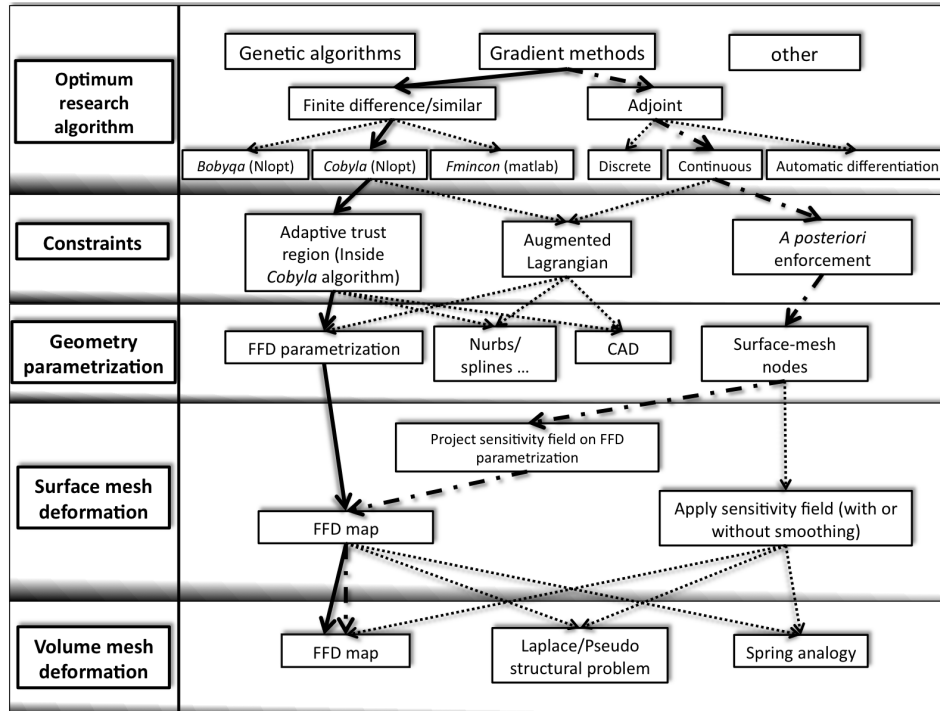 Genetic algorithms
Gradient methods
other
Optimum
research
algorithm
Finite difference/similar
Adjoint
Bobyqa (Nlopt)
Cobyla (Nlopt)
Fmincon (matlab)
Discrete
Continuous
Automatic differentiation
Constraints
Adaptive trust
region (Inside
Cobyla algorithm)
Augmented
Lagrangian
A posteriori
enforcement
Geometry
parametrization
FFD parametrization
Nurbs/
splines ...
CAD
Surface-mesh
nodes
Surface mesh
deformation
Project sensitivity field on FFD
parametrization
FFD map
Apply sensitivity field (with or
without smoothing)
Volume mesh
deformation
FFD map
Laplace/Pseudo
structural problem
Spring analogy